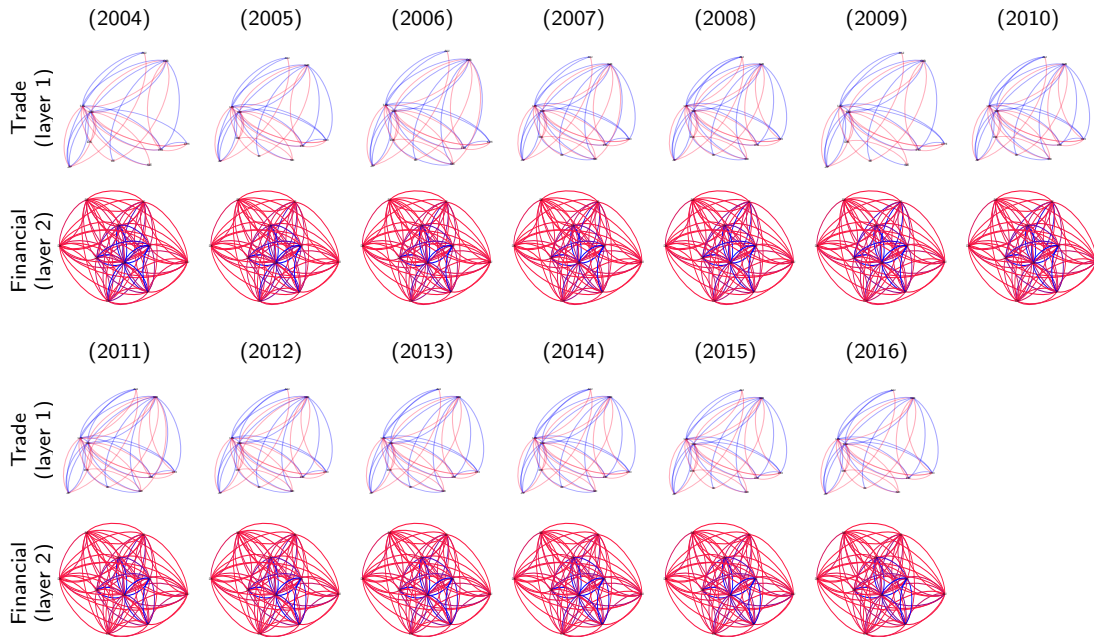 (2004) (2005) (2006) (2007) (2008) (2009) (2010)
Trade
(layer 1)
Financial
(layer 2)
(2011) (2012) (2013) (2014) (2015) (2016)
Trade
(layer 1)
Financial
(layer 2)